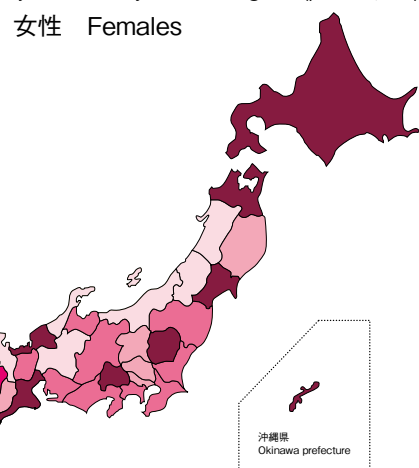 女性　Females
沖縄県
Okinawa prefecture